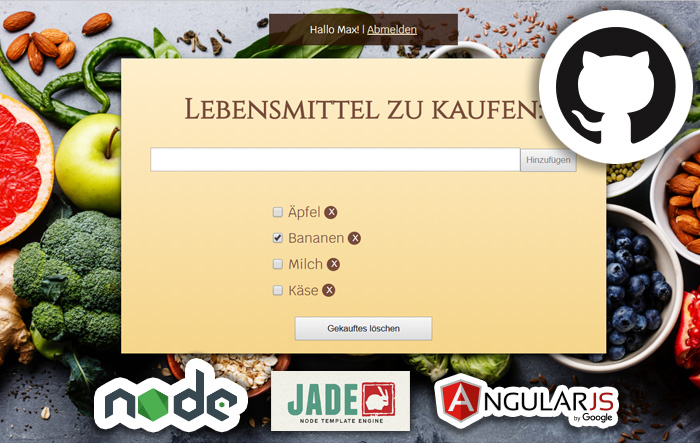 Hallo Max! | Abmelden
Lebensmittel zu kaufen:
Hinzufügen
Äpfel X
Bananen X
Milch X
Käse X
Gekauftes löschen
node
JADE
NODE TEMPLATE ENGINE
ANGULARJS
by Google